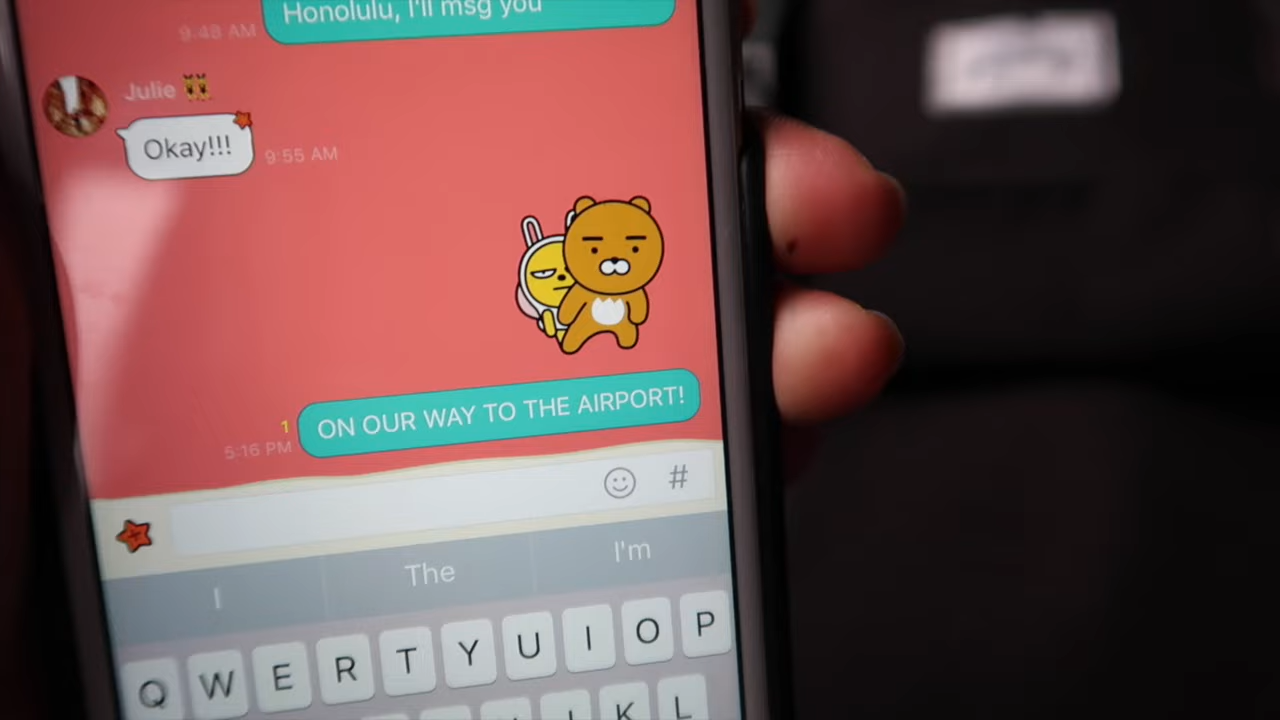 Honolulu, I'll msg you
9:48 AM
Julie
Okay!!!
9:55 AM
ON OUR WAY TO THE AIRPORT!
1
5:16 PM
#
I The I'm
Q W E R T Y U I O P
J K L